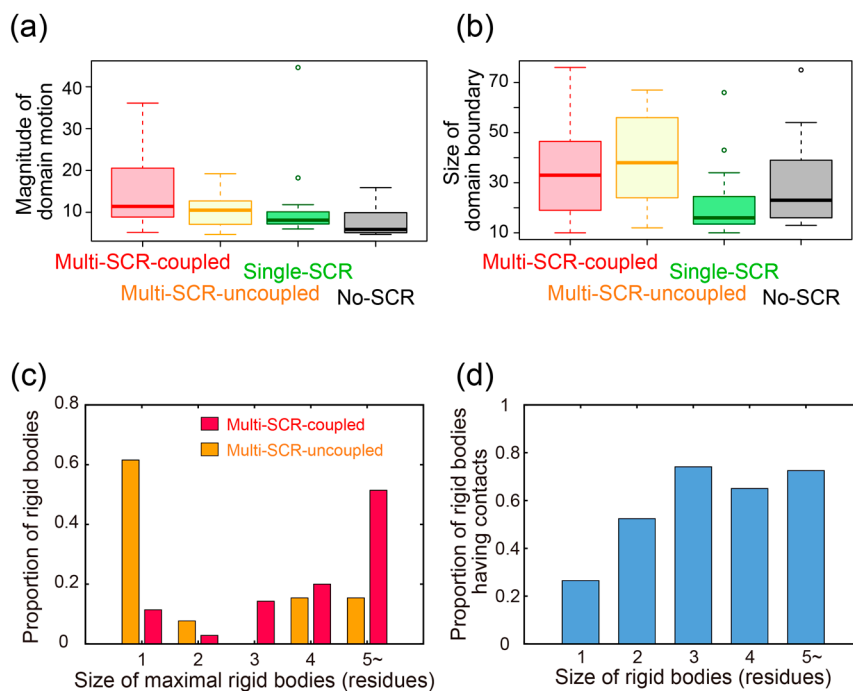 (a)
Magnitude of
domain motion
40
30
20
10
Multi-SCR-coupled
Single-SCR
Multi-SCR-uncoupled
No-SCR
(b)
Size of
domain boundary
70
50
30
10
Multi-SCR-coupled
Single-SCR
Multi-SCR-uncoupled
No-SCR
(c)
Proportion of rigid bodies
0.8
0.6
0.4
0.2
0
Multi-SCR-coupled
Multi-SCR-uncoupled
1 2 3 4 5~
Size of maximal rigid bodies (residues)
(d)
Proportion of rigid bodies
having contacts
1
0.8
0.6
0.4
0.2
0
1 2 3 4 5~
Size of rigid bodies (residues)